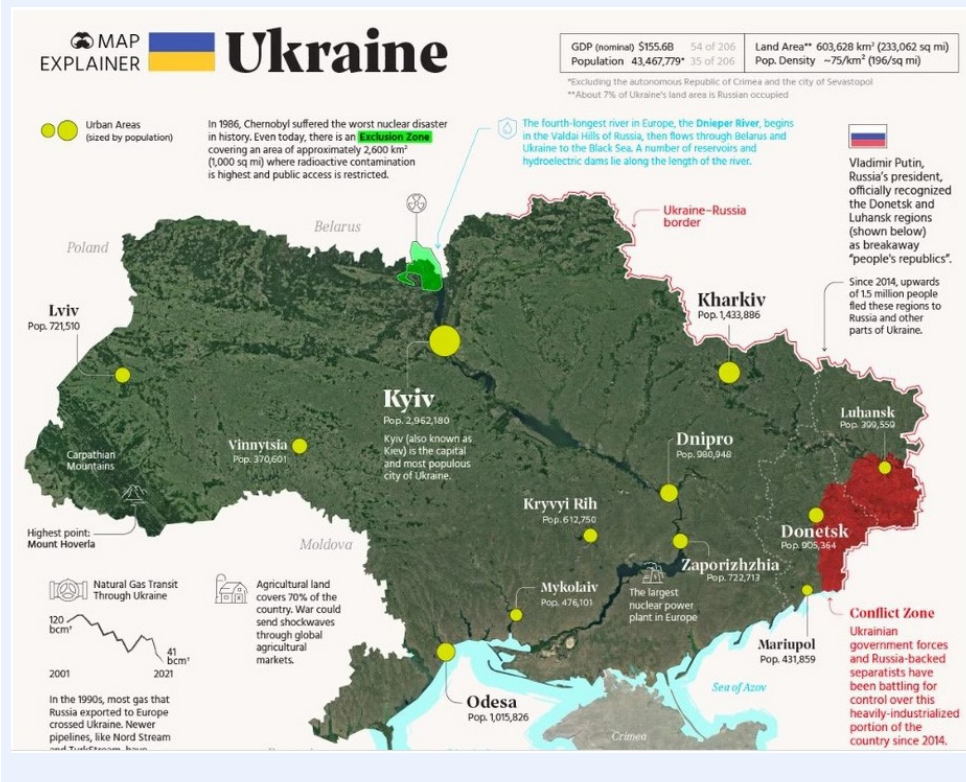 MAP
EXPLAINER
Ukraine
GDP (nominal) $155.6B 54 of 206
Population 43,467,779* 35 of 206
Land Area** 603,628 km² (233,062 sq mi)
Pop. Density ~75/km² (196/sq mi)
*Excluding the autonomous Republic of Crimea and the city of Sevastopol
**About 7% of Ukraine's land area is Russian occupied
Urban Areas
(sized by population)
In 1986, Chernobyl suffered the worst nuclear disaster
in history. Even today, there is an Exclusion Zone
covering an area of approximately 2,600 km²
(1,000 sq mi) where radioactive contamination
is highest and public access is restricted.
The fourth-longest river in Europe, the Dnieper River, begins
in the Valdai Hills of Russia, then flows through Belarus and
Ukraine to the Black Sea. A number of reservoirs and
hydroelectric dams lie along the length of the river.
Vladimir Putin,
Russia's president,
officially recognized
the Donetsk and
Luhansk regions
(shown below)
as breakaway
"people's republics".
Since 2014, upwards
of 1.5 million people
fled these regions to
Russia and other
parts of Ukraine.
Ukraine–Russia
border
Belarus
Poland
Lviv
Pop. 721,510
Kharkiv
Pop. 1,433,886
Kyiv
Pop. 2,962,180
Kyiv (also known as
Kiev) is the capital
and most populous
city of Ukraine.
Luhansk
Pop. 399,559
Vinnytsia
Pop. 370,601
Dnipro
Pop. 980,948
Carpathian
Mountains
Kryvyi Rih
Pop. 612,750
Donetsk
Pop. 905,364
Highest point:
Mount Hoverla
Moldova
Zaporizhzhia
Pop. 722,713
Natural Gas Transit
Through Ukraine
120
bcm†
41
bcm†
2001
2021
In the 1990s, most gas that
Russia exported to Europe
crossed Ukraine. Newer
pipelines, like Nord Stream
and TurkStream, have
Agricultural land
covers 70% of the
country. War could
send shockwaves
through global
agricultural
markets.
Mykolaiv
Pop. 476,101
The largest
nuclear power
plant in Europe
Mariupol
Pop. 431,859
Conflict Zone
Ukrainian
government forces
and Russia-backed
separatists have
been battling for
control over this
heavily-industrialized
portion of the
country since 2014.
Sea of Azov
Odesa
Pop. 1,015,826
Crimea